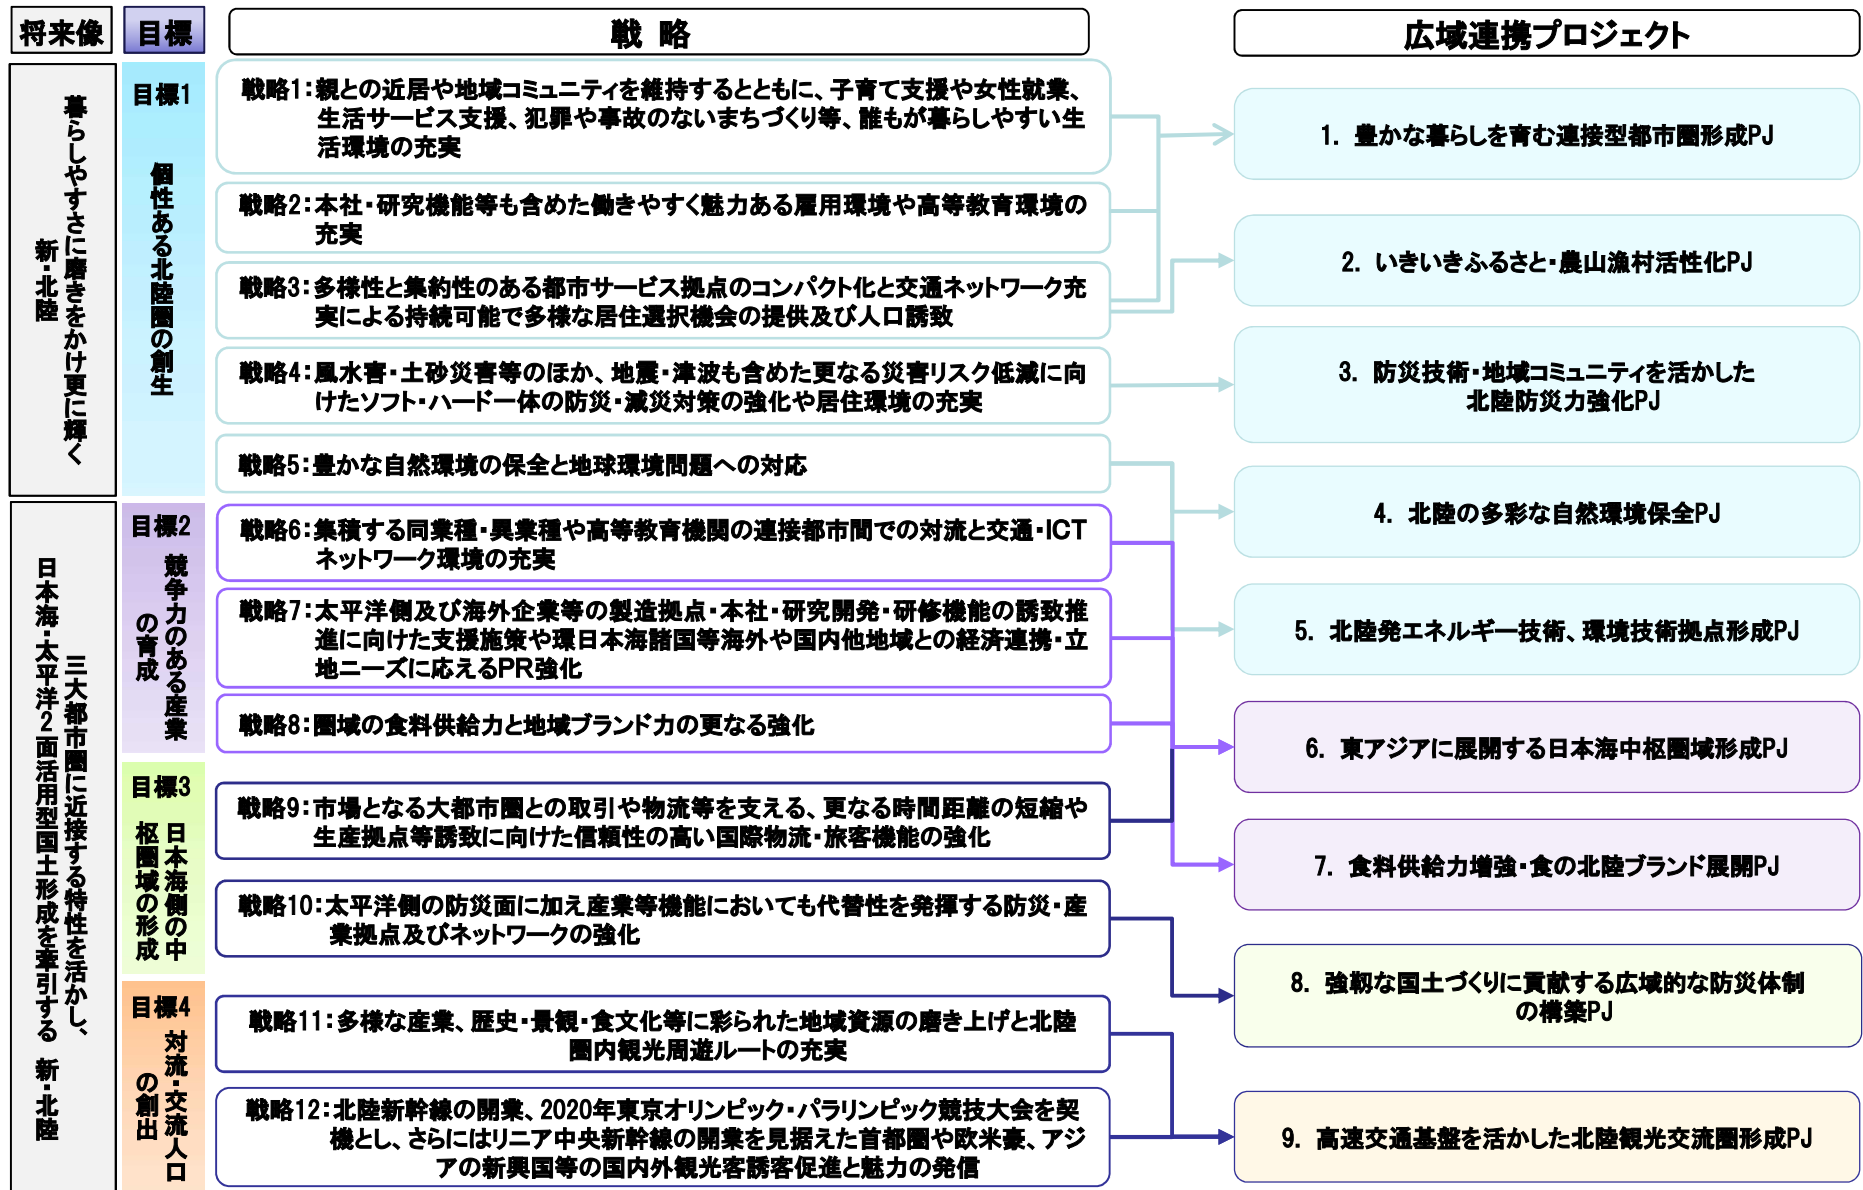 将来像
目標
戦 略
広域連携プロジェクト
暮らしやすさに磨きをかけ更に輝く
新・北陸
目標1
個性ある北陸圏の創生
戦略1:親との近居や地域コミュニティを維持するとともに、子育て支援や女性就業、
生活サービス支援、犯罪や事故のないまちづくり等、誰もが暮らしやすい生
活環境の充実
戦略2:本社・研究機能等も含めた働きやすく魅力ある雇用環境や高等教育環境の
充実
戦略3:多様性と集約性のある都市サービス拠点のコンパクト化と交通ネットワーク充
実による持続可能で多様な居住選択機会の提供及び人口誘致
戦略4:風水害・土砂災害等のほか、地震・津波も含めた更なる災害リスク低減に向
けたソフト・ハード一体の防災・減災対策の強化や居住環境の充実
戦略5:豊かな自然環境の保全と地球環境問題への対応
三大都市圏に近接する特性を活かし、
日本海・太平洋2面活用型国土形成を牽引する 新・北陸
目標2
競争力のある産業
の育成
戦略6:集積する同業種・異業種や高等教育機関の連接都市間での対流と交通・ICT
ネットワーク環境の充実
戦略7:太平洋側及び海外企業等の製造拠点・本社・研究開発・研修機能の誘致推
進に向けた支援施策や環日本海諸国等海外や国内他地域との経済連携・立
地ニーズに応えるPR強化
戦略8:圏域の食料供給力と地域ブランド力の更なる強化
目標3
日本海側の中
枢圏域の形成
戦略9:市場となる大都市圏との取引や物流等を支える、更なる時間距離の短縮や
生産拠点等誘致に向けた信頼性の高い国際物流・旅客機能の強化
戦略10:太平洋側の防災面に加え産業等機能においても代替性を発揮する防災・産
業拠点及びネットワークの強化
目標4
対流・交流人口
の創出
戦略11:多様な産業、歴史・景観・食文化等に彩られた地域資源の磨き上げと北陸
圏内観光周遊ルートの充実
戦略12:北陸新幹線の開業、2020年東京オリンピック・パラリンピック競技大会を契
機とし、さらにはリニア中央新幹線の開業を見据えた首都圏や欧米豪、アジ
アの新興国等の国内外観光客誘客促進と魅力の発信
1. 豊かな暮らしを育む連接型都市圏形成PJ
2. いきいきふるさと・農山漁村活性化PJ
3. 防災技術・地域コミュニティを活かした
北陸防災力強化PJ
4. 北陸の多彩な自然環境保全PJ
5. 北陸発エネルギー技術、環境技術拠点形成PJ
6. 東アジアに展開する日本海中枢圏域形成PJ
7. 食料供給力増強・食の北陸ブランド展開PJ
8. 強靱な国土づくりに貢献する広域的な防災体制
の構築PJ
9. 高速交通基盤を活かした北陸観光交流圏形成PJ